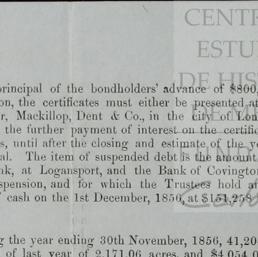 CENTR
ESTU
DE HIS
principal of the bondholders' advance of $800,
on, the certificates must either be presented at
r, Mackillop, Dent & Co., in the city of Lon
the further payment of interest on the certific
s, until after the closing and estimate of the y
al. The item of suspended debt is the amount
nk, at Logansport, and the Bank of Covington
spension, and for which the Trustees hold a
cash on the 1st December, 1856, at $151,258
g the year ending 30th November, 1856, 41,20
of last year of 2,171.06 acres, and $4,054.0